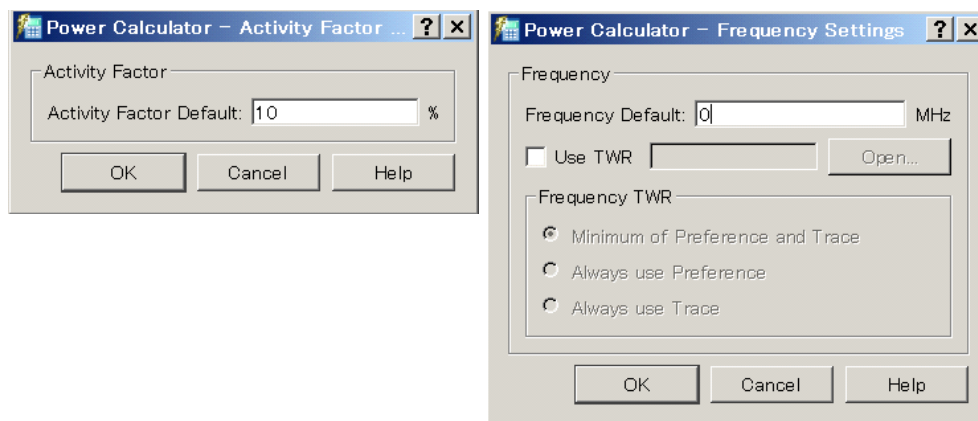 Power Calculator - Activity Factor ...
Activity Factor
Activity Factor Default: 10 %
OK Cancel Help
Power Calculator - Frequency Settings
Frequency
Frequency Default: 0 MHz
Use TWR Open...
Frequency TWR
Minimum of Preference and Trace
Always use Preference
Always use Trace
OK Cancel Help